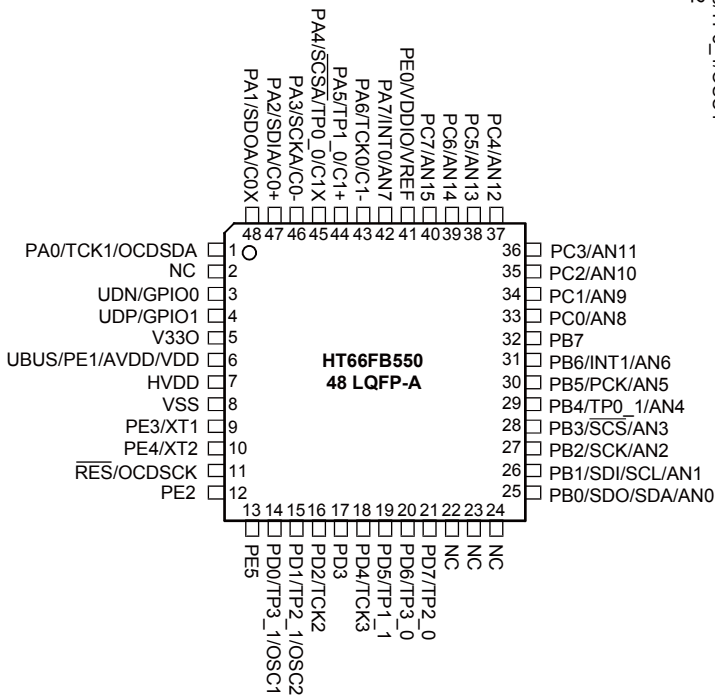 PA1/SDOA/C0X
PA2/SDIA/C0+
PA3/SCKA/C0-
PA4/SCSA/TP0_0/C1X
PA5/TP1_0/C1+
PA6/TCK0/C1-
PA7/INT0/AN7
PE0/VDDIO/VREF
PC7/AN15
PC6/AN14
PC5/AN13
PC4/AN12
48 47 46 45 44 43 42 41 40 39 38 37
PA0/TCK1/OCDSDA 1
NC 2
UDN/GPIO0 3
UDP/GPIO1 4
V33O 5
UBUS/PE1/AVDD/VDD 6
HVDD 7
VSS 8
PE3/XT1 9
PE4/XT2 10
RES/OCDSCK 11
PE2 12
HT66FB550
48 LQFP-A
36 PC3/AN11
35 PC2/AN10
34 PC1/AN9
33 PC0/AN8
32 PB7
31 PB6/INT1/AN6
30 PB5/PCK/AN5
29 PB4/TP0_1/AN4
28 PB3/SCS/AN3
27 PB2/SCK/AN2
26 PB1/SDI/SCL/AN1
25 PB0/SDO/SDA/AN0
13 14 15 16 17 18 19 20 21 22 23 24
PE5
PD0/TP3_1/OSC1
PD1/TP2_1/OSC2
PD2/TCK2
PD3
PD4/TCK3
PD5/TP1_1
PD6/TP3_0
PD7/TP2_0
NC
NC
NC